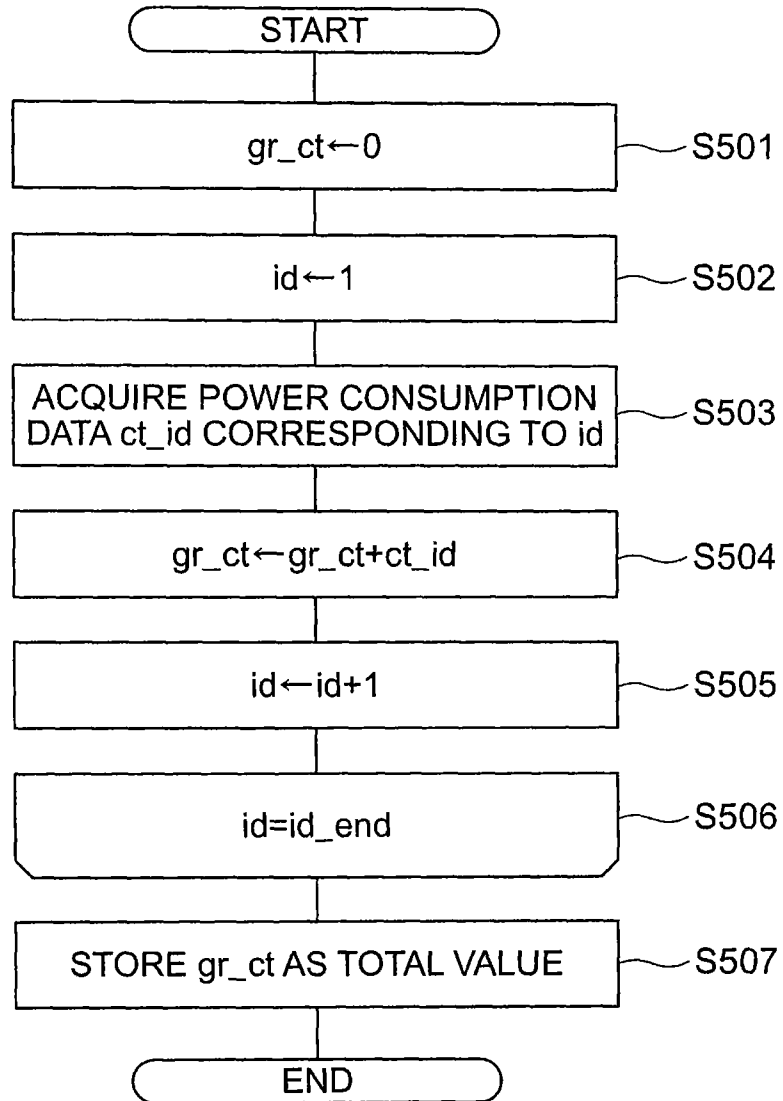 START
gr_ct←0
S501
id←1
S502
ACQUIRE POWER CONSUMPTION
DATA ct_id CORRESPONDING TO id
S503
gr_ct←gr_ct+ct_id
S504
id←id+1
S505
id=id_end
S506
STORE gr_ct AS TOTAL VALUE
S507
END